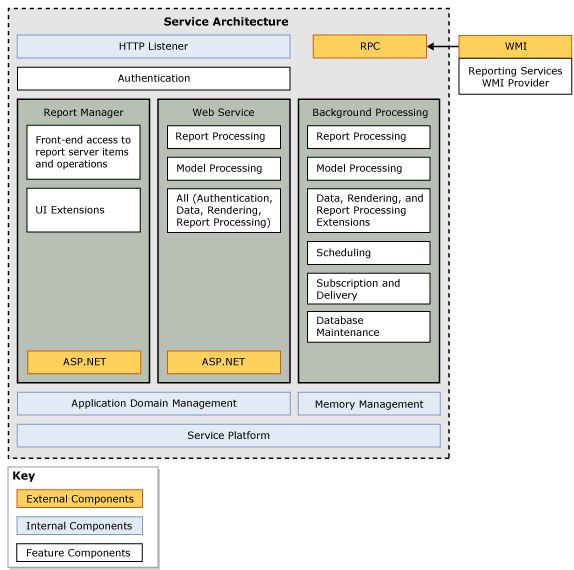 Service Architecture
HTTP Listener
RPC
WMI
Reporting Services
WMI Provider
Authentication
Report Manager
Front-end access to
report server items
and operations
UI Extensions
ASP.NET
Web Service
Report Processing
Model Processing
All (Authentication,
Data, Rendering,
Report Processing)
ASP.NET
Background Processing
Report Processing
Model Processing
Data, Rendering, and
Report Processing
Extensions
Scheduling
Subscription and
Delivery
Database
Maintenance
Application Domain Management
Memory Management
Service Platform
Key
External Components
Internal Components
Feature Components